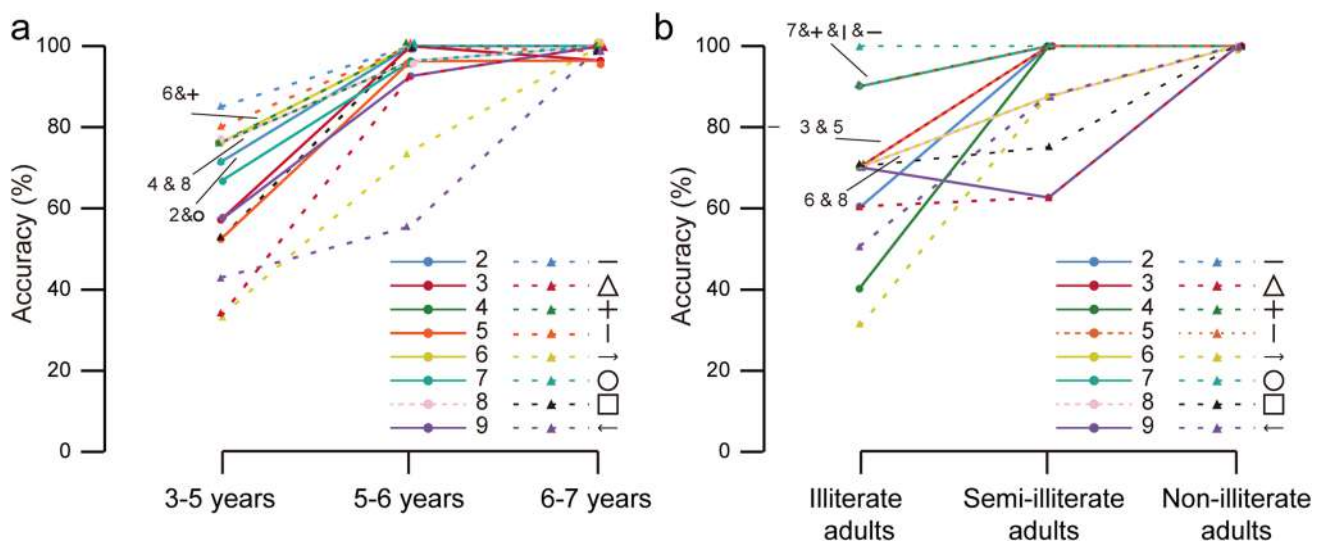 a
Accuracy (%)
100
80
60
40
20
0
6&+
4 & 8
2&o
2 —
3 △
4 +
5 |
6 →
7 ○
8 □
9 ←
3-5 years
5-6 years
6-7 years
b
Accuracy (%)
100
80
60
40
20
0
7&+&|&—
3 & 5
6 & 8
2 —
3 △
4 +
5 |
6 →
7 ○
8 □
9 ←
Illiterate
adults
Semi-illiterate
adults
Non-illiterate
adults